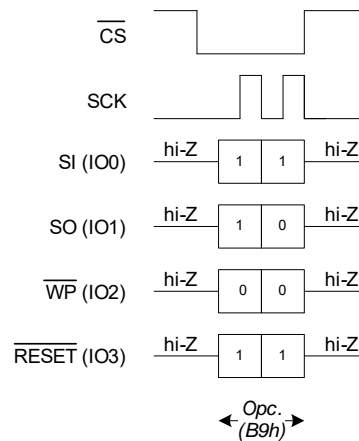 CS
SCK
hi-Z hi-Z
SI (IO0) 1 1
hi-Z hi-Z
SO (IO1) 1 0
hi-Z hi-Z
WP (IO2) 0 0
hi-Z hi-Z
RESET (IO3) 1 1
Opc.
(B9h)